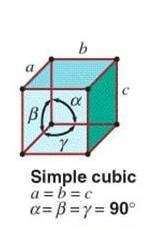 b
a
c
α
β
γ
Simple cubic
a = b = c
α = β = γ = 90°